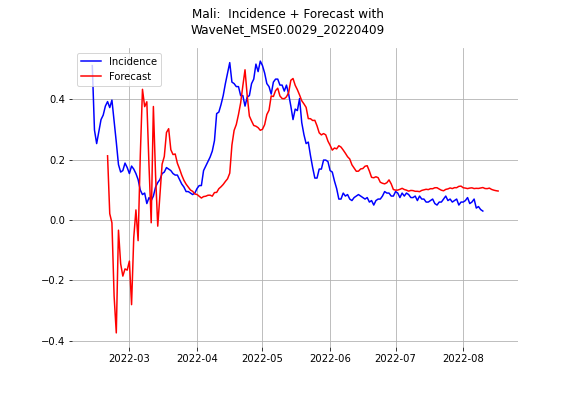 Mali:  Incidence + Forecast with
WaveNet_MSE0.0029_20220409
Incidence
Forecast
0.4
0.2
0.0
−0.2
−0.4
2022-03 2022-04 2022-05 2022-06 2022-07 2022-08